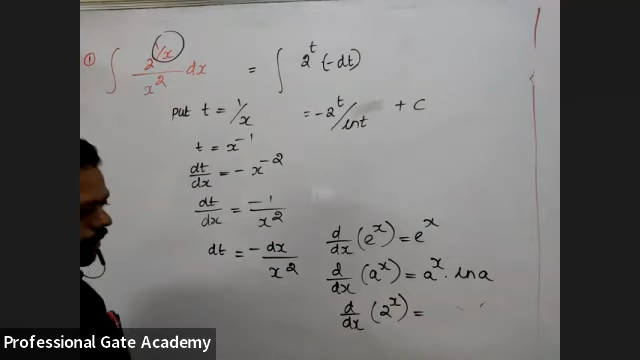 ① ∫ 2^(1/x) / x² dx = ∫ 2^t (-dt)
put t = 1/x = -2^t / ln t + C
t = x^-1
dt/dx = - x^-2
dt/dx = -1 / x²
dt = -dx / x²
d/dx (e^x) = e^x
d/dx (a^x) = a^x . ln a
d/dx (2^x) =
Professional Gate Academy